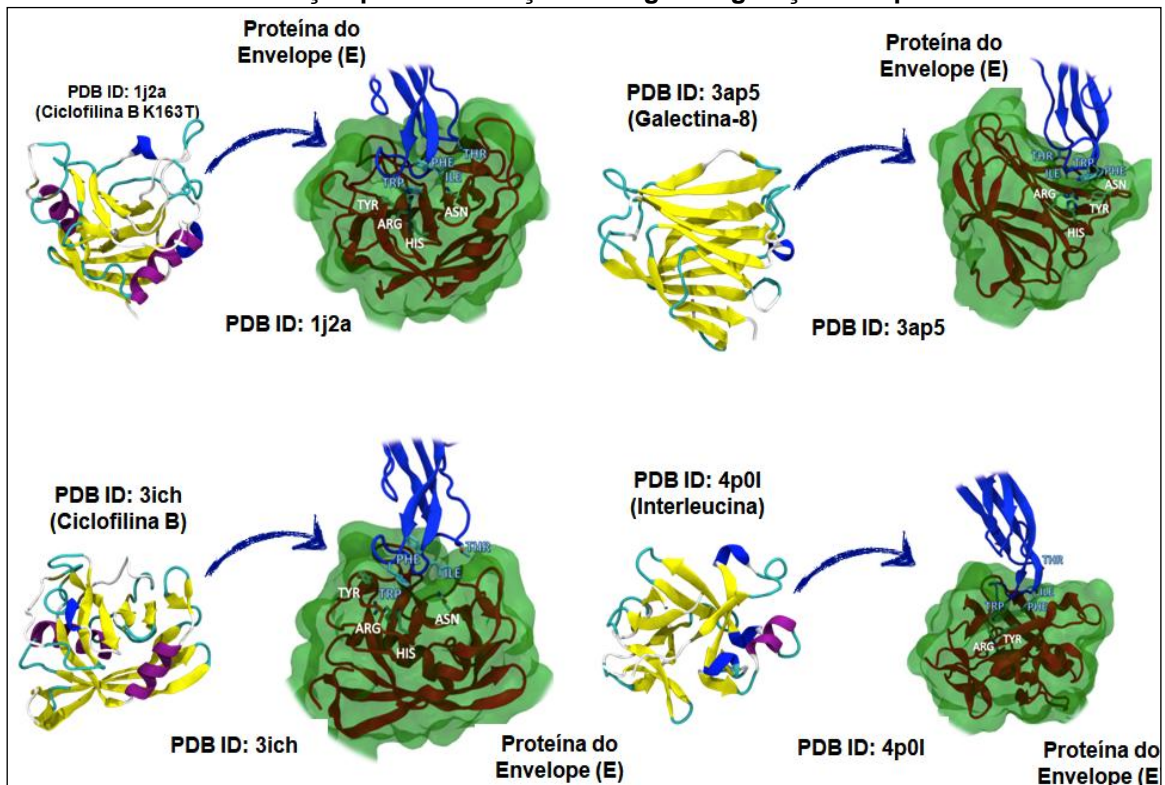 Proteína do
Envelope (E)
PDB ID: 1j2a
(Ciclofilina B K163T)
THR
PHE
ILE
TRP
TYR
ARG
ASN
HIS
PDB ID: 1j2a
Proteína do
Envelope (E)
PDB ID: 3ap5
(Galectina-8)
THR
TRP
ILE
PHE
ARG
ASN
TYR
HIS
PDB ID: 3ap5
PDB ID: 3ich
(Ciclofilina B)
THR
PHE
ILE
TYR
TRP
ASN
ARG
HIS
PDB ID: 3ich
Proteína do
Envelope (E)
PDB ID: 4p0l
(Interleucina)
THR
ILE
TRP
PHE
ARG
TYR
PDB ID: 4p0l
Proteína do
Envelope (E